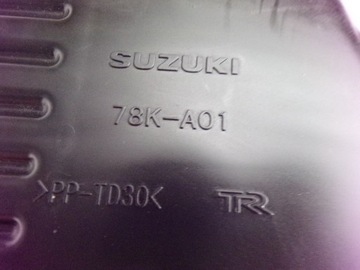 SUZUKI
78K-A01
>PP-TD30<
TR